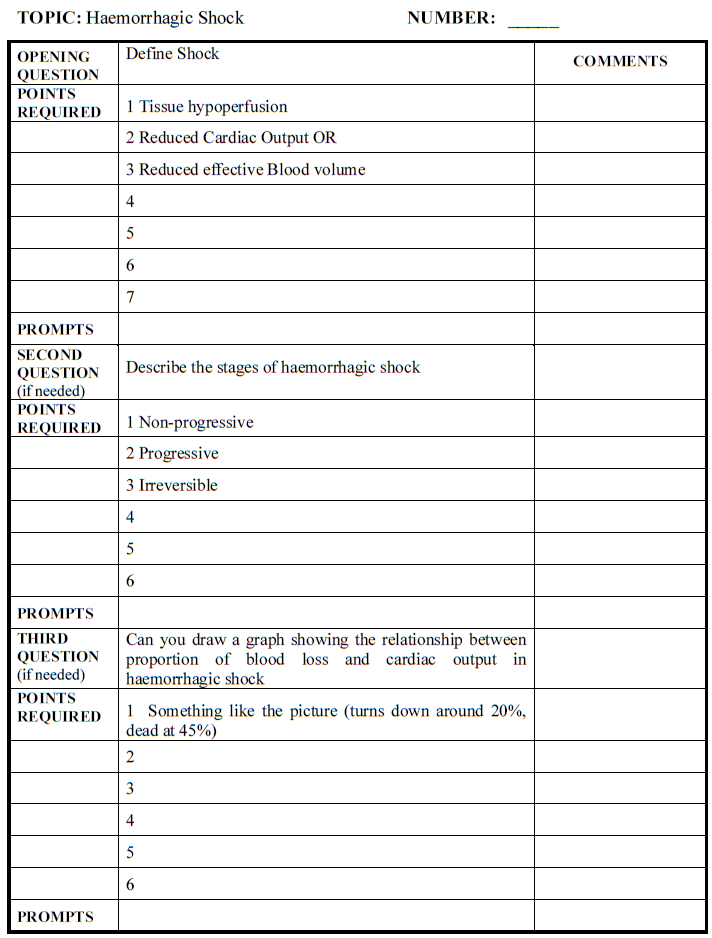 TOPIC: Haemorrhagic Shock NUMBER: _____
OPENING QUESTION Define Shock COMMENTS
POINTS REQUIRED 1 Tissue hypoperfusion
2 Reduced Cardiac Output OR
3 Reduced effective Blood volume
4
5
6
7
PROMPTS
SECOND QUESTION (if needed) Describe the stages of haemorrhagic shock
POINTS REQUIRED 1 Non-progressive
2 Progressive
3 Irreversible
4
5
6
PROMPTS
THIRD QUESTION (if needed) Can you draw a graph showing the relationship between proportion of blood loss and cardiac output in haemorrhagic shock
POINTS REQUIRED 1 Something like the picture (turns down around 20%, dead at 45%)
2
3
4
5
6
PROMPTS